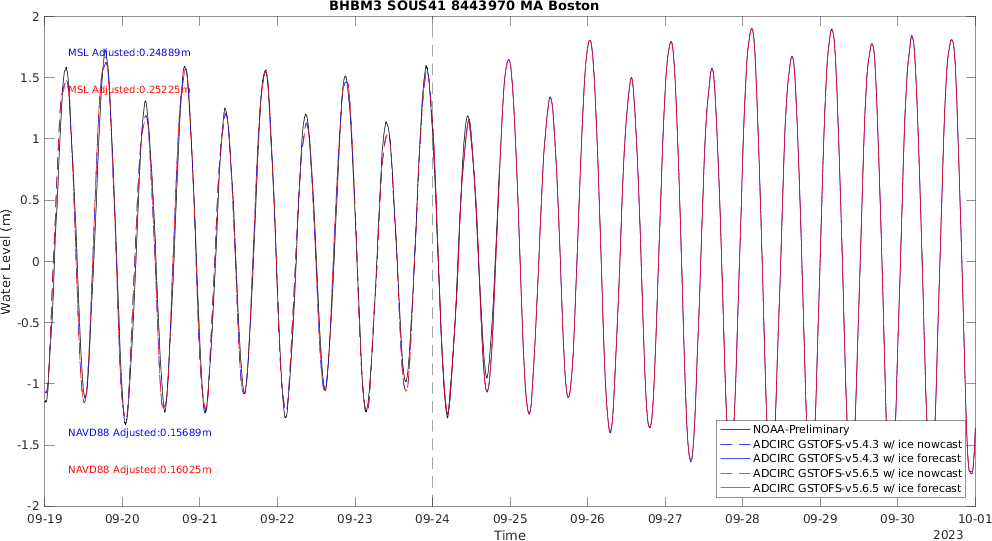 BHBM3 SOUS41 8443970 MA Boston
2
1.5
1
0.5
0
-0.5
-1
-1.5
-2
Water Level (m)
MSL Adjusted:0.24889m
MSL Adjusted:0.25225m
NAVD88 Adjusted:0.15689m
NAVD88 Adjusted:0.16025m
NOAA-Preliminary
ADCIRC GSTOFS-v5.4.3 w/ ice nowcast
ADCIRC GSTOFS-v5.4.3 w/ ice forecast
ADCIRC GSTOFS-v5.6.5 w/ ice nowcast
ADCIRC GSTOFS-v5.6.5 w/ ice forecast
09-19 09-20 09-21 09-22 09-23 09-24 09-25 09-26 09-27 09-28 09-29 09-30 10-01
Time
2023